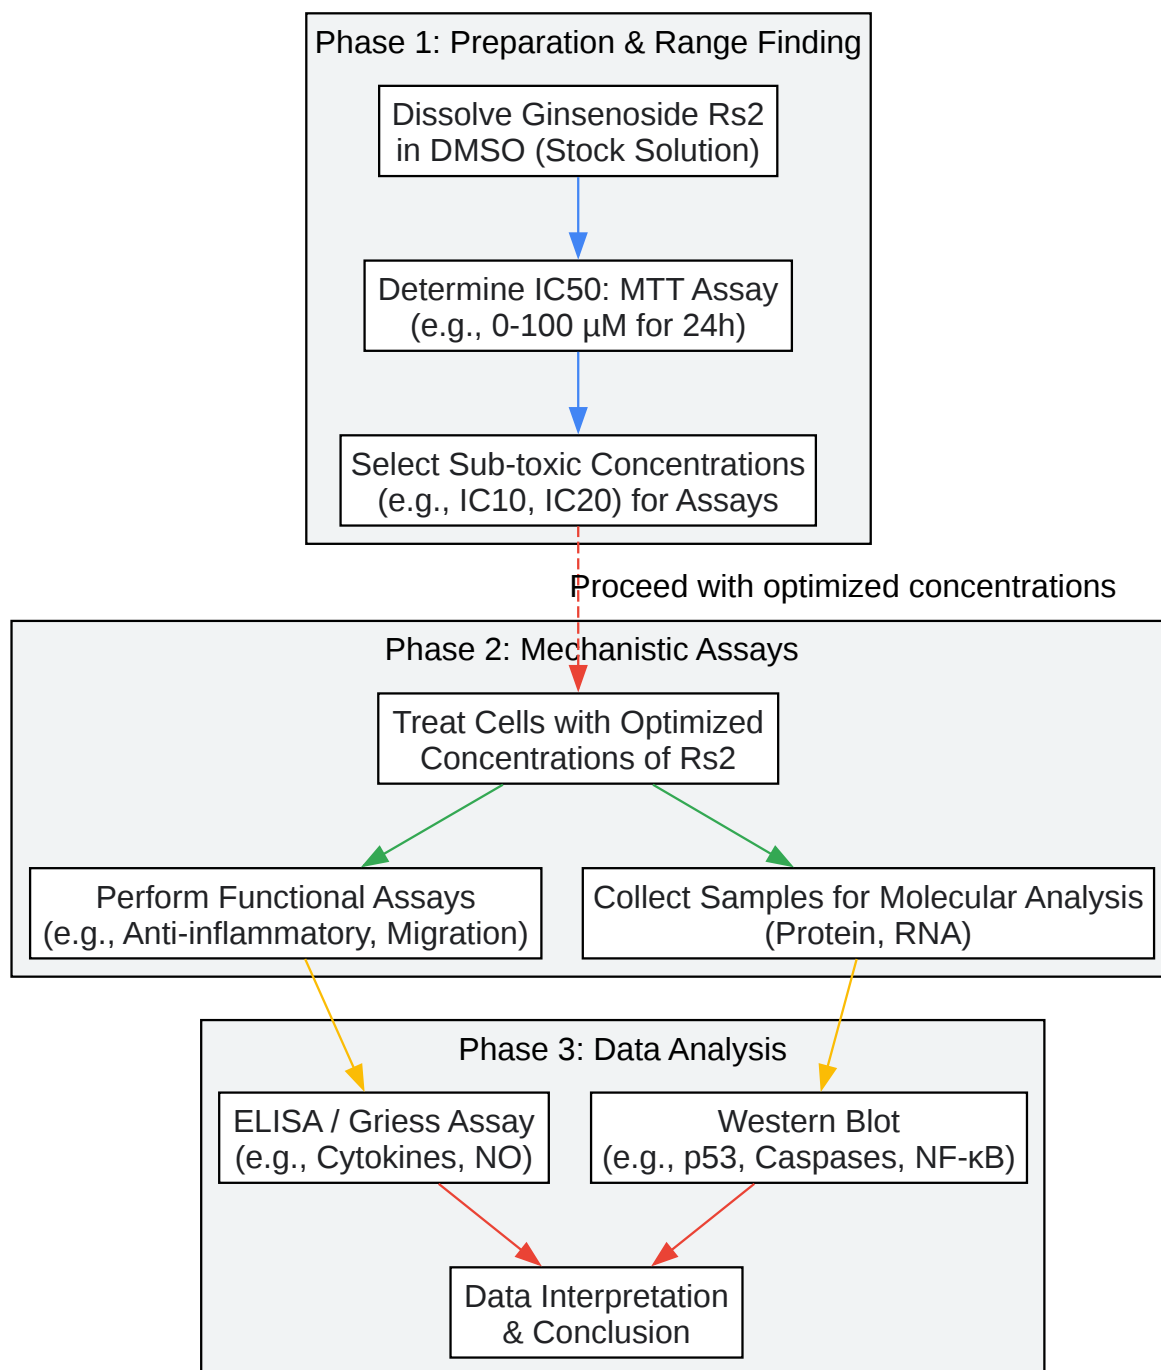 Phase 1: Preparation & Range Finding
Dissolve Ginsenoside Rs2
in DMSO (Stock Solution)
Determine IC50: MTT Assay
(e.g., 0-100 µM for 24h)
Select Sub-toxic Concentrations
(e.g., IC10, IC20) for Assays
Proceed with optimized concentrations
Phase 2: Mechanistic Assays
Treat Cells with Optimized
Concentrations of Rs2
Perform Functional Assays
(e.g., Anti-inflammatory, Migration)
Collect Samples for Molecular Analysis
(Protein, RNA)
Phase 3: Data Analysis
ELISA / Griess Assay
(e.g., Cytokines, NO)
Western Blot
(e.g., p53, Caspases, NF-κB)
Data Interpretation
& Conclusion